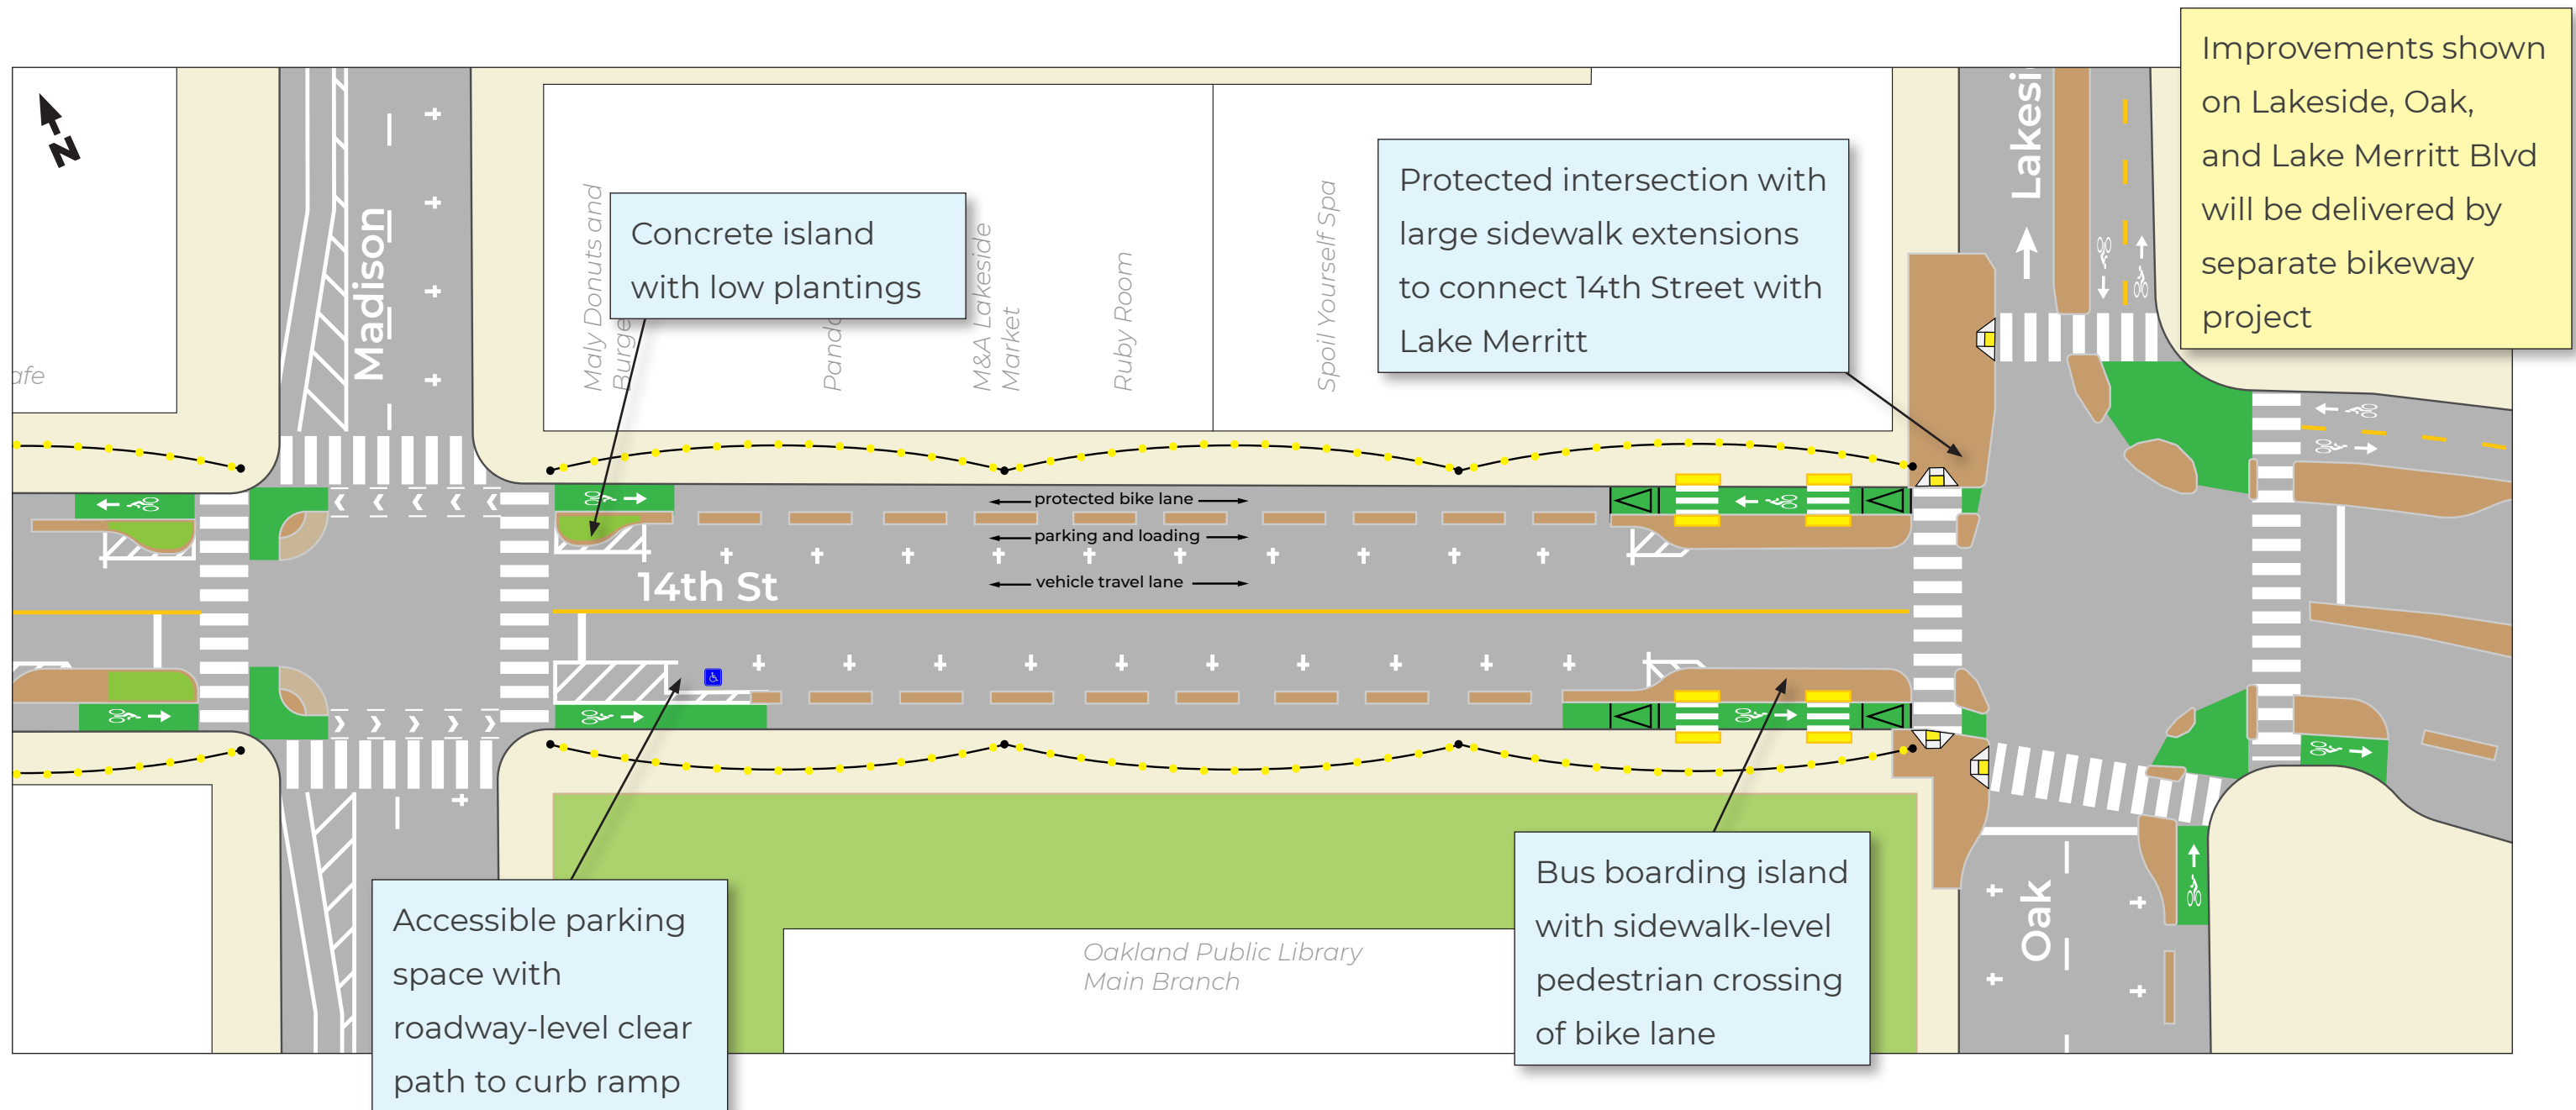 Improvements shown
on Lakeside, Oak,
and Lake Merritt Blvd
will be delivered by
separate bikeway
project
N
Madison
Concrete island
with low plantings
Maly Donuts and
M&A Lakeside
Market
Ruby Room
Spoil Yourself Spa
Protected intersection with
large sidewalk extensions
to connect 14th Street with
Lake Merritt
Lakesi
protected bike lane
parking and loading
vehicle travel lane
14th St
Accessible parking
space with
roadway-level clear
path to curb ramp
Oakland Public Library
Main Branch
Bus boarding island
with sidewalk-level
pedestrian crossing
of bike lane
Oak